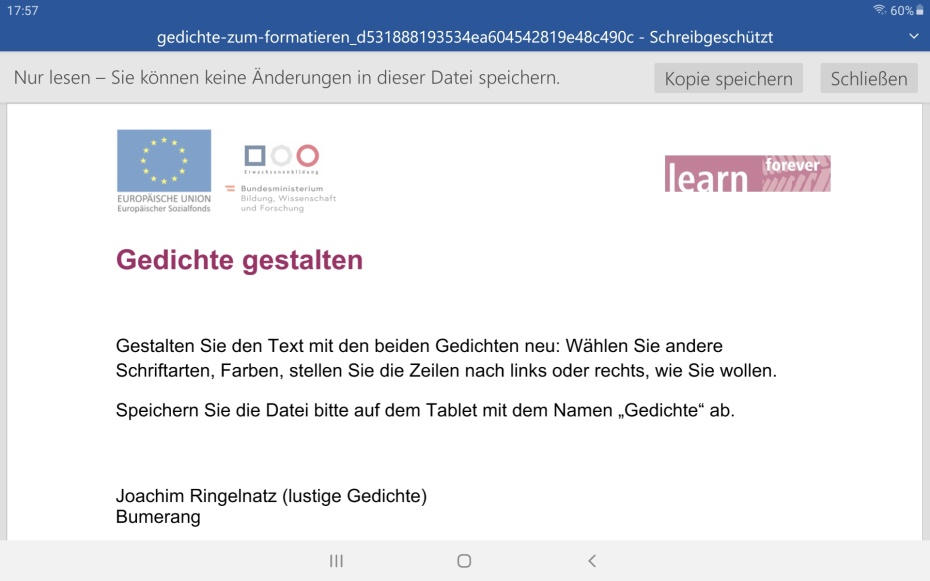 17:57
60%
gedichte-zum-formatieren_d531888193534ea604542819e48c490c - Schreibgeschützt
Nur lesen – Sie können keine Änderungen in dieser Datei speichern.
Kopie speichern
Schließen
EUROPÄISCHE UNION
Europäischer Sozialfonds
Erwachsenenbildung
Bundesministerium
Bildung, Wissenschaft
und Forschung
learn forever
Gedichte gestalten
Gestalten Sie den Text mit den beiden Gedichten neu: Wählen Sie andere
Schriftarten, Farben, stellen Sie die Zeilen nach links oder rechts, wie Sie wollen.
Speichern Sie die Datei bitte auf dem Tablet mit dem Namen „Gedichte“ ab.
Joachim Ringelnatz (lustige Gedichte)
Bumerang